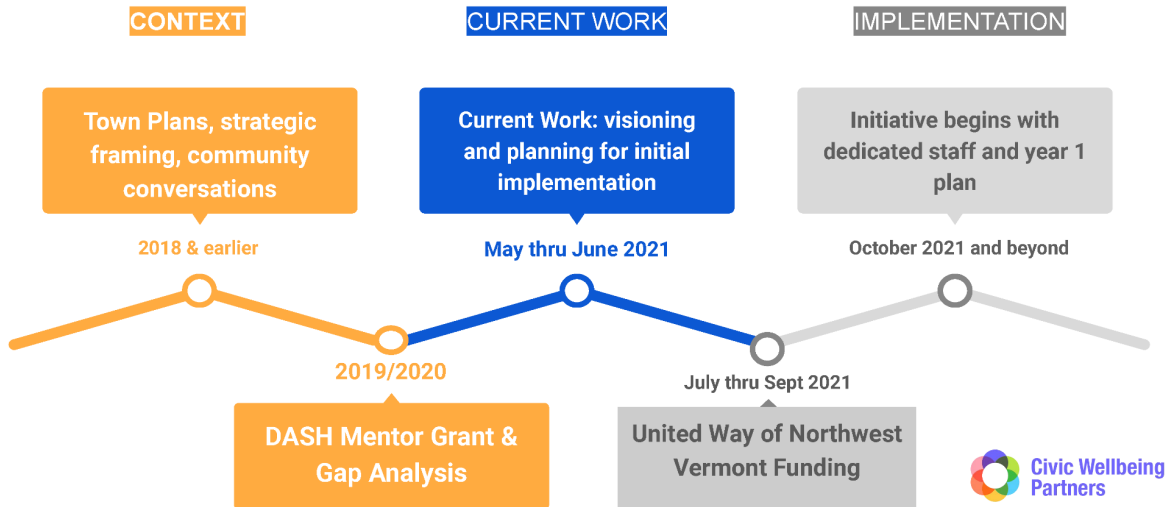 CONTEXT
CURRENT WORK
IMPLEMENTATION
Town Plans, strategic
framing, community
conversations
Current Work: visioning
and planning for initial
implementation
Initiative begins with
dedicated staff and year 1
plan
2018 & earlier
May thru June 2021
October 2021 and beyond
2019/2020
July thru Sept 2021
DASH Mentor Grant &
Gap Analysis
United Way of Northwest
Vermont Funding
Civic Wellbeing
Partners